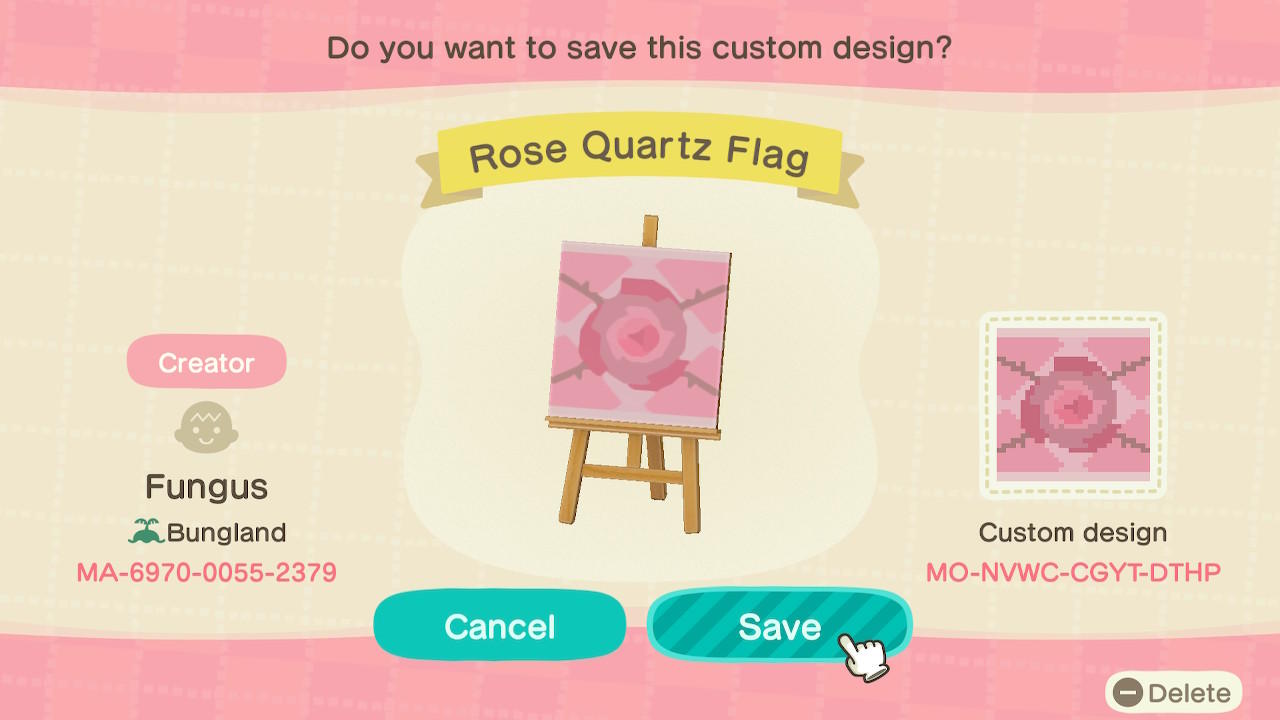 Do you want to save this custom design?
Rose Quartz Flag
Creator
Fungus
Bungland
MA-6970-0055-2379
Custom design
MO-NVWC-CGYT-DTHP
Cancel
Save
Delete